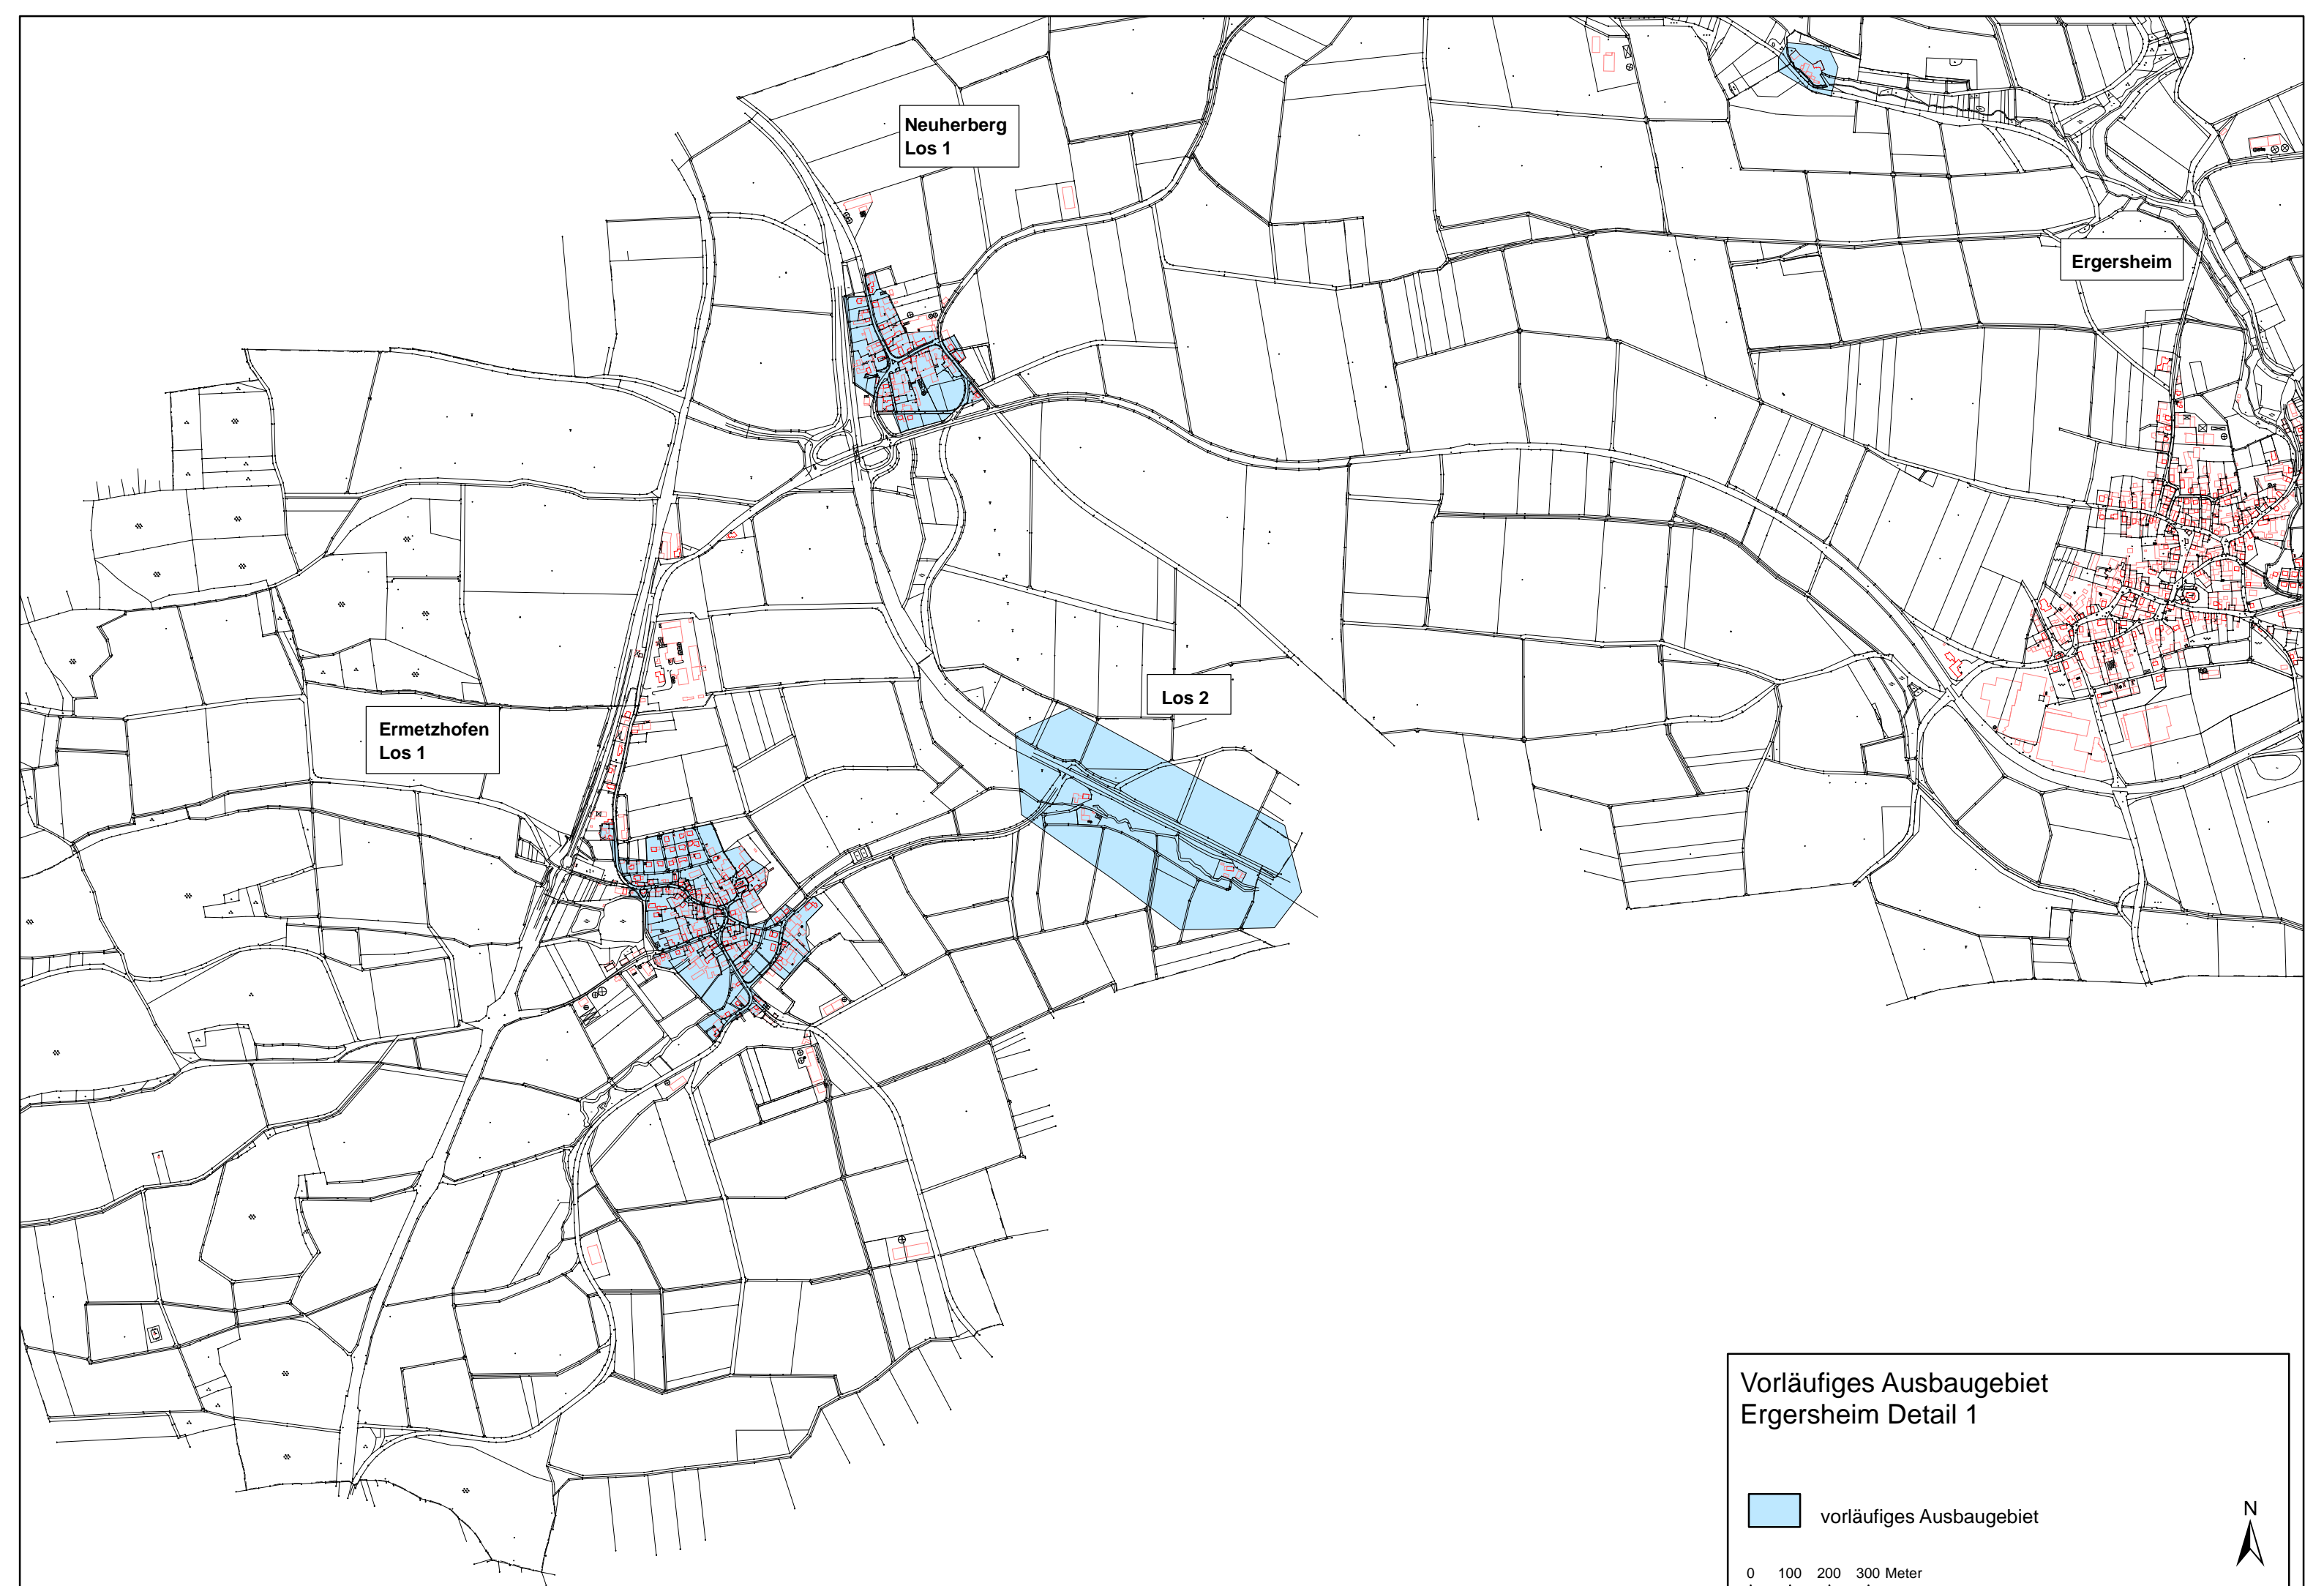 Neuherberg
Los 1
Ergersheim
Los 2
Ermetzhofen
Los 1
Vorläufiges Ausbaugebiet
Ergersheim Detail 1
vorläufiges Ausbaugebiet
N
0 100 200 300 Meter